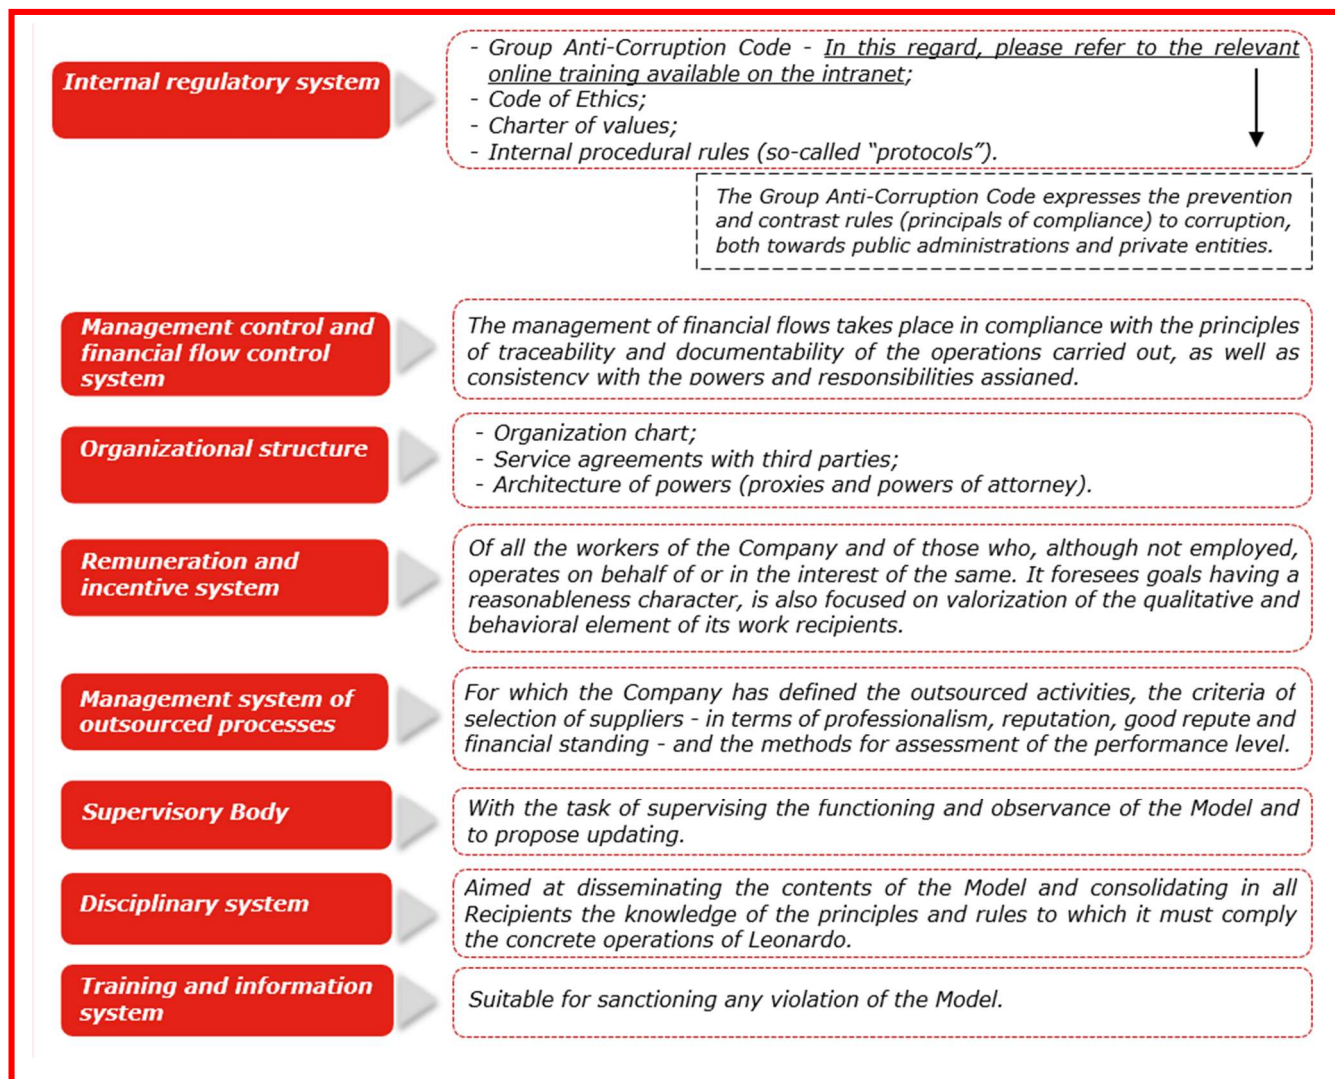 Internal regulatory system
- Group Anti-Corruption Code - In this regard, please refer to the relevant
online training available on the intranet;
- Code of Ethics;
- Charter of values;
- Internal procedural rules (so-called “protocols”).
The Group Anti-Corruption Code expresses the prevention
and contrast rules (principals of compliance) to corruption,
both towards public administrations and private entities.
Management control and
financial flow control
system
The management of financial flows takes place in compliance with the principles
of traceability and documentability of the operations carried out, as well as
consistency with the powers and responsibilities assigned.
Organizational structure
- Organization chart;
- Service agreements with third parties;
- Architecture of powers (proxies and powers of attorney).
Remuneration and
incentive system
Of all the workers of the Company and of those who, although not employed,
operates on behalf of or in the interest of the same. It foresees goals having a
reasonableness character, is also focused on valorization of the qualitative and
behavioral element of its work recipients.
Management system of
outsourced processes
For which the Company has defined the outsourced activities, the criteria of
selection of suppliers - in terms of professionalism, reputation, good repute and
financial standing - and the methods for assessment of the performance level.
Supervisory Body
With the task of supervising the functioning and observance of the Model and
to propose updating.
Disciplinary system
Aimed at disseminating the contents of the Model and consolidating in all
Recipients the knowledge of the principles and rules to which it must comply
the concrete operations of Leonardo.
Training and information
system
Suitable for sanctioning any violation of the Model.